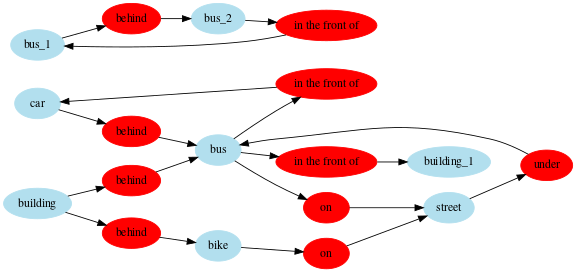 behind
bus_2
in the front of
bus_1
in the front of
car
behind
bus
in the front of
building_1
under
behind
building
on
street
behind
bike
on